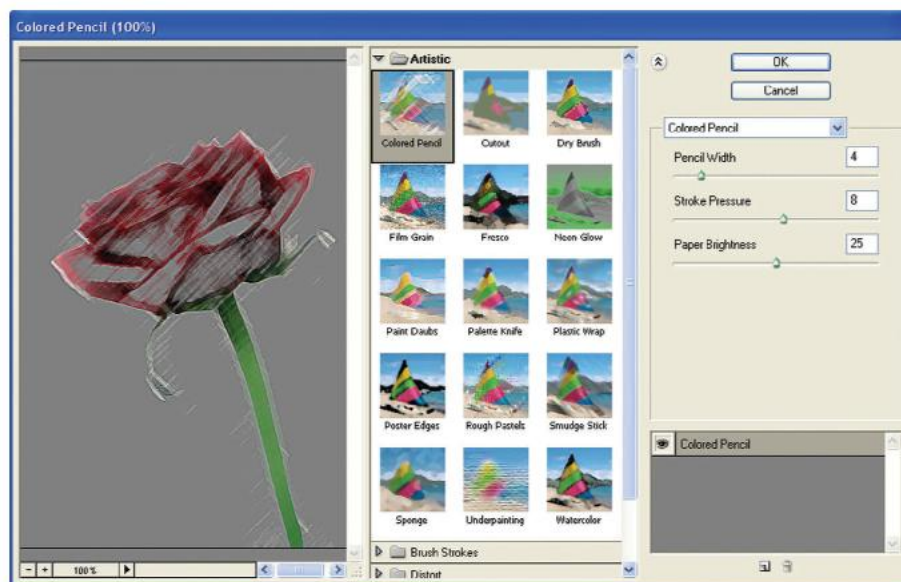 Colored Pencil (100%)
Artistic
Colored Pencil
Cutout
Dry Brush
Film Grain
Fresco
Neon Glow
Paint Daubs
Palette Knife
Plastic Wrap
Poster Edges
Rough Pastels
Smudge Stick
Sponge
Underpainting
Watercolor
Brush Strokes
Distort
- + 100%
OK
Cancel
Colored Pencil
Pencil Width 4
Stroke Pressure 8
Paper Brightness 25
Colored Pencil